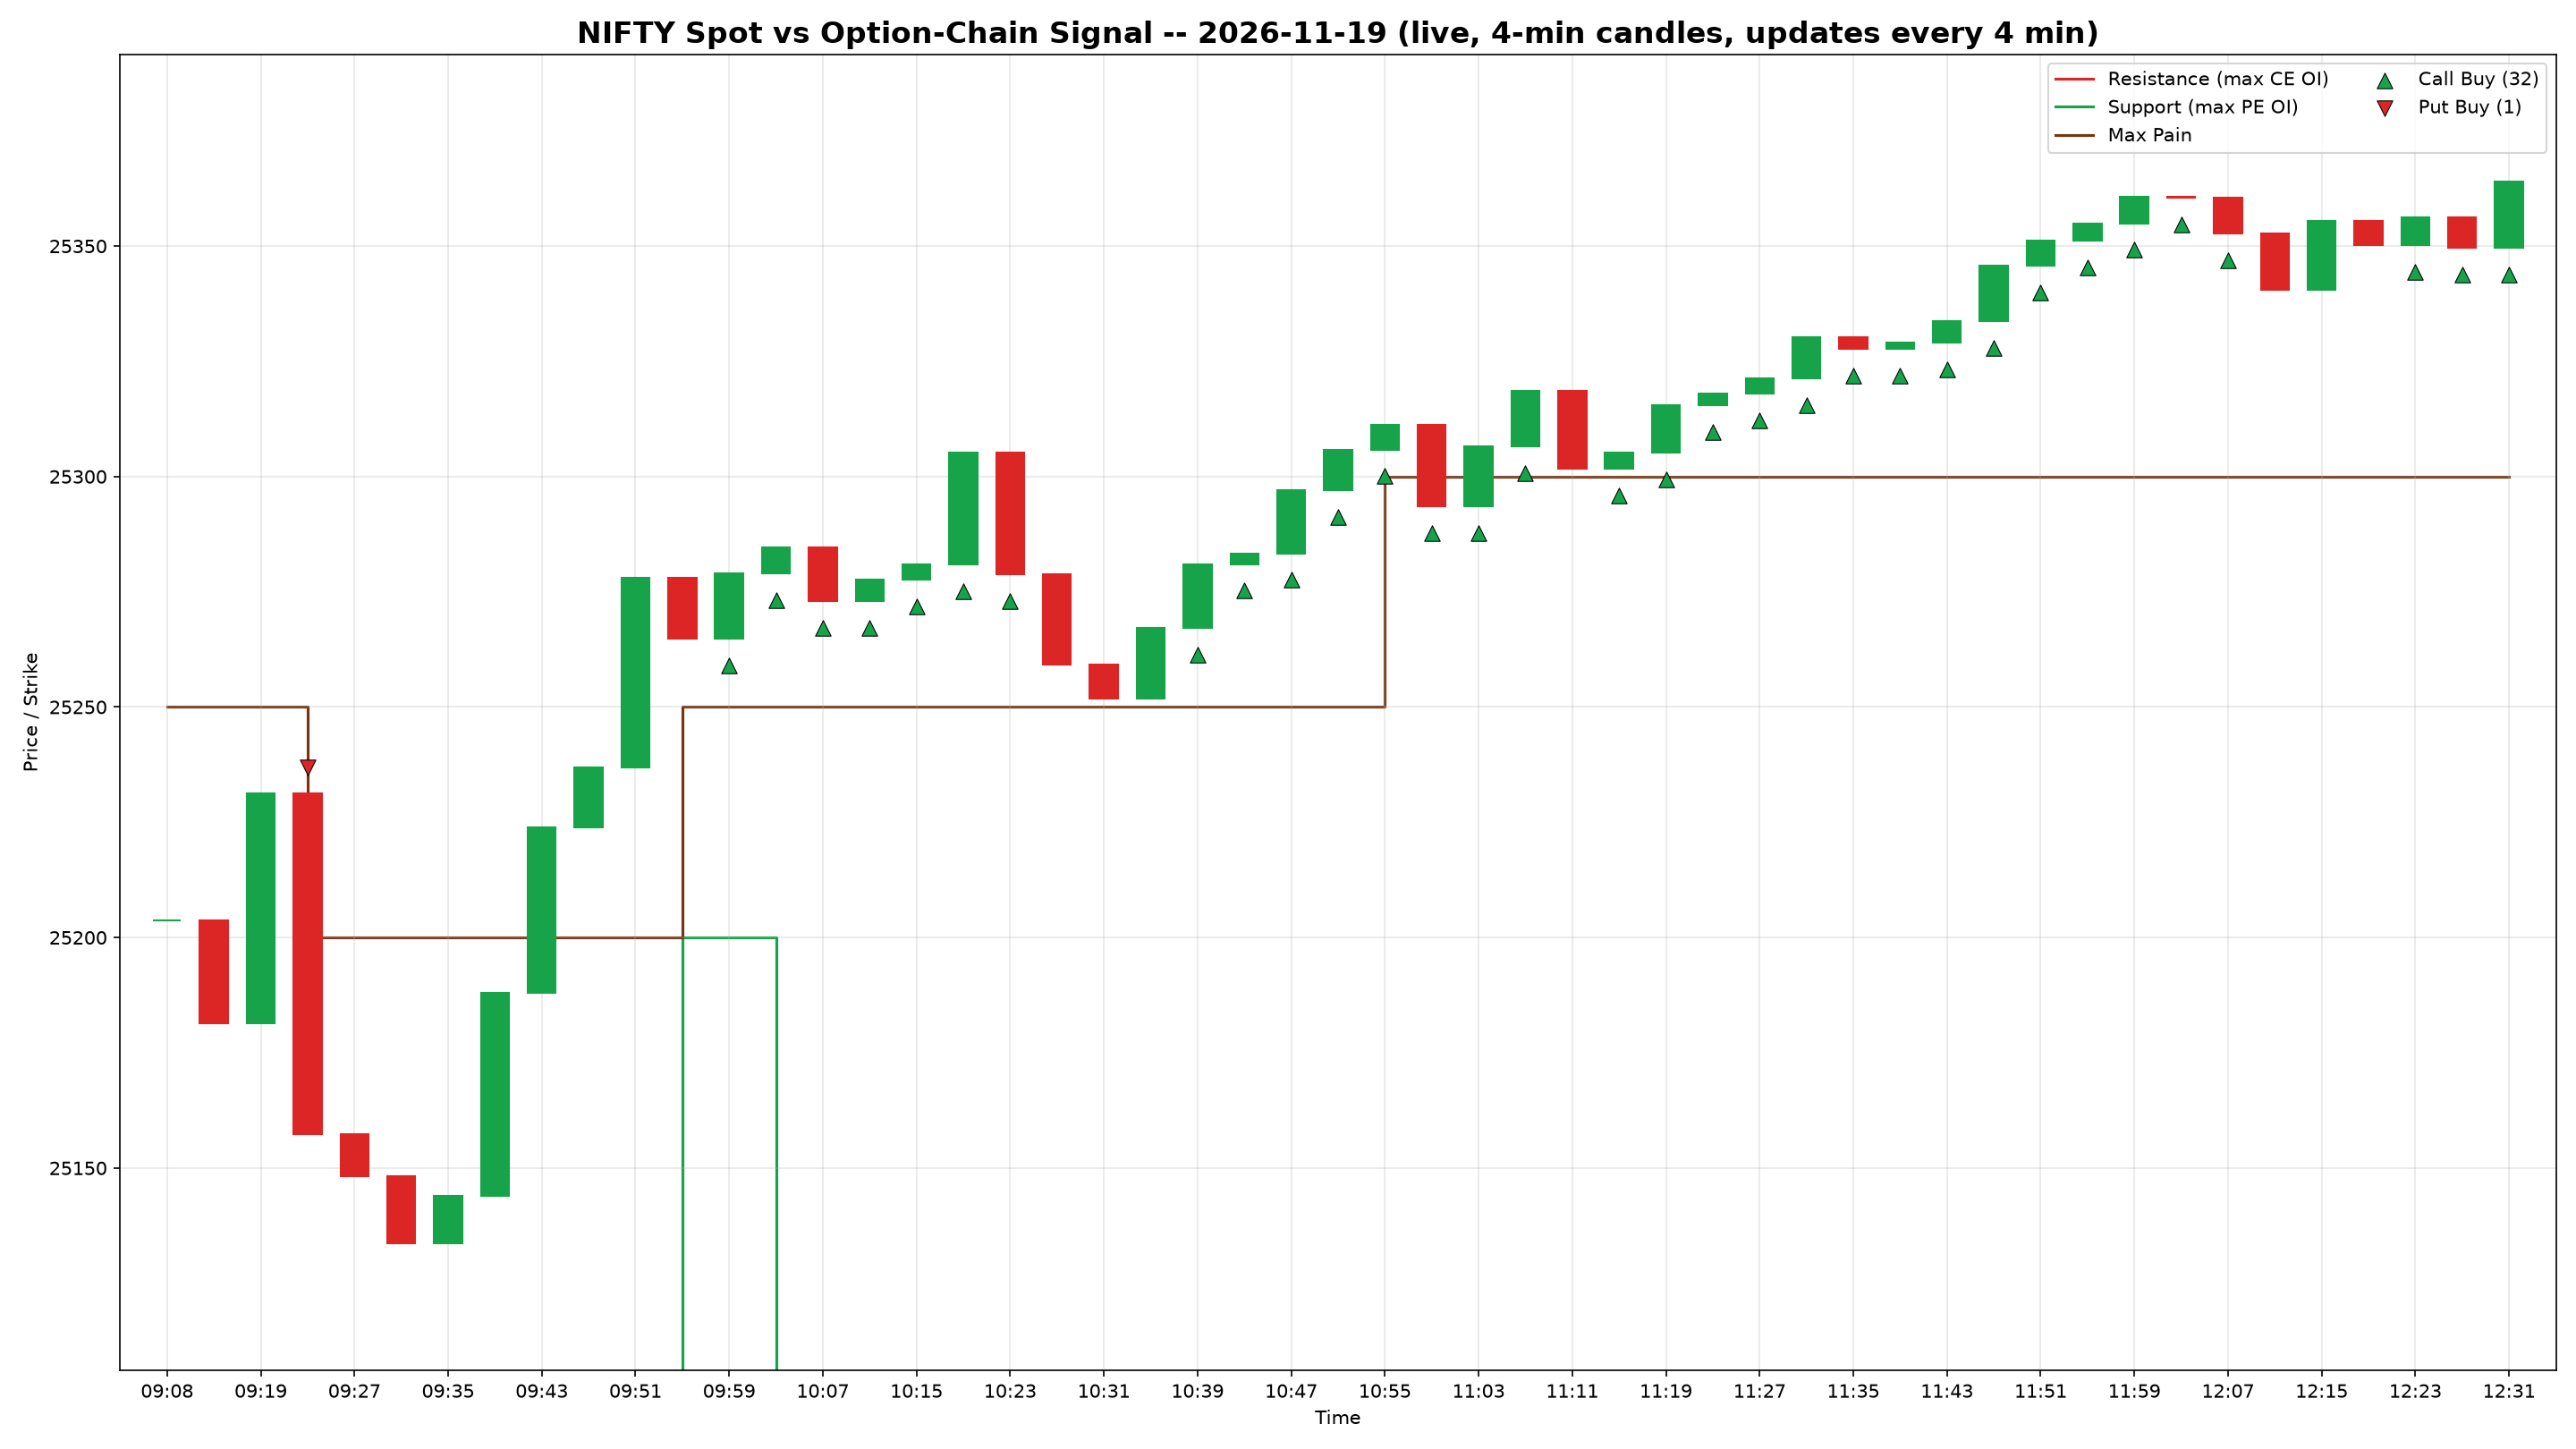 NIFTY Spot vs Option-Chain Signal -- 2026-11-19 (live, 4-min candles, updates every 4 min)
Resistance (max CE OI)
Support (max PE OI)
Max Pain
Call Buy (32)
Put Buy (1)
Price / Strike
25350
25300
25250
25200
25150
09:08 09:19 09:27 09:35 09:43 09:51 09:59 10:07 10:15 10:23 10:31 10:39 10:47 10:55 11:03 11:11 11:19 11:27 11:35 11:43 11:51 11:59 12:07 12:15 12:23 12:31
Time